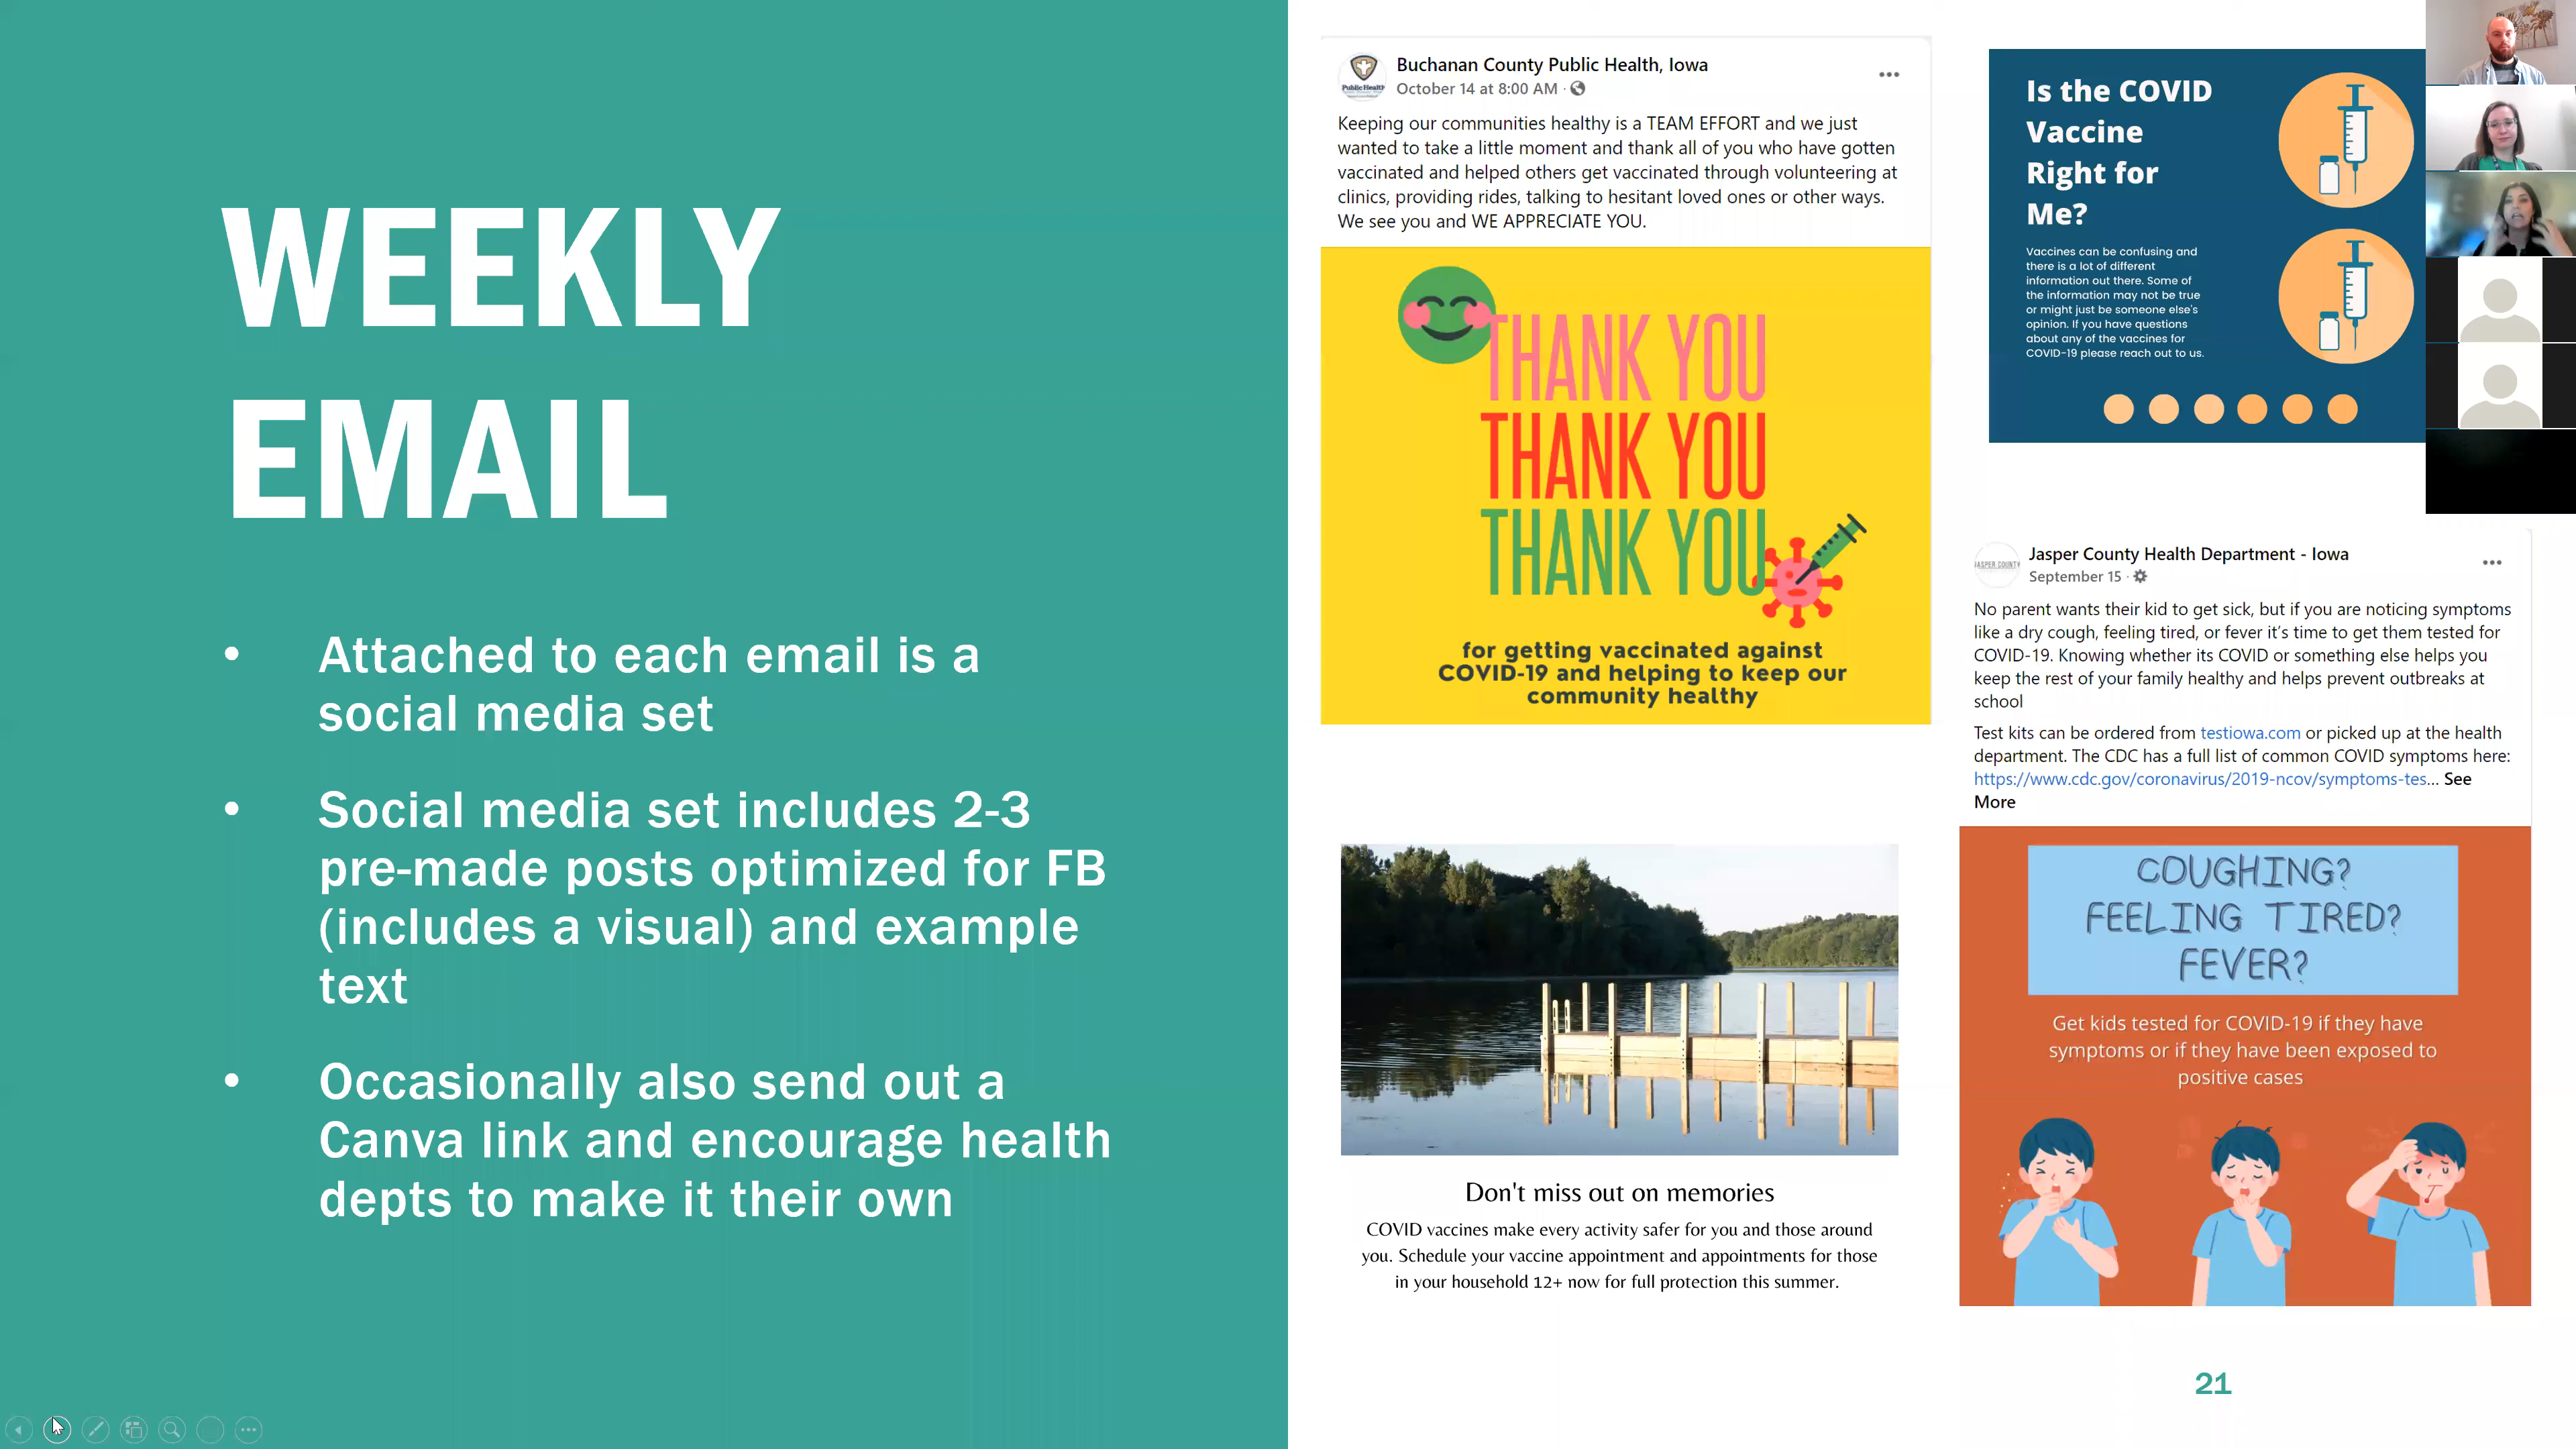 WEEKLY
EMAIL
• Attached to each email is a
social media set
• Social media set includes 2-3
pre-made posts optimized for FB
(includes a visual) and example
text
• Occasionally also send out a
Canva link and encourage health
depts to make it their own
Buchanan County Public Health, Iowa
October 14 at 8:00 AM ·
Public Health
Keeping our communities healthy is a TEAM EFFORT and we just
wanted to take a little moment and thank all of you who have gotten
vaccinated and helped others get vaccinated through volunteering at
clinics, providing rides, talking to hesitant loved ones or other ways.
We see you and WE APPRECIATE YOU.
THANK YOU
THANK YOU
THANK YOU
for getting vaccinated against
COVID-19 and helping to keep our
community healthy
Is the COVID
Vaccine
Right for
Me?
Vaccines can be confusing and
there is a lot of different
information out there. Some of
the information may not be true
or might just be someone else's
opinion. If you have questions
about any of the vaccines for
COVID-19 please reach out to us.
JASPER COUNTY
Jasper County Health Department - Iowa
September 15 ·
No parent wants their kid to get sick, but if you are noticing symptoms
like a dry cough, feeling tired, or fever it's time to get them tested for
COVID-19. Knowing whether its COVID or something else helps you
keep the rest of your family healthy and helps prevent outbreaks at
school
Test kits can be ordered from testiowa.com or picked up at the health
department. The CDC has a full list of common COVID symptoms here:
https://www.cdc.gov/coronavirus/2019-ncov/symptoms-tes... See
More
COUGHING?
FEELING TIRED?
FEVER?
Get kids tested for COVID-19 if they have
symptoms or if they have been exposed to
positive cases
Don't miss out on memories
COVID vaccines make every activity safer for you and those around
you. Schedule your vaccine appointment and appointments for those
in your household 12+ now for full protection this summer.
21